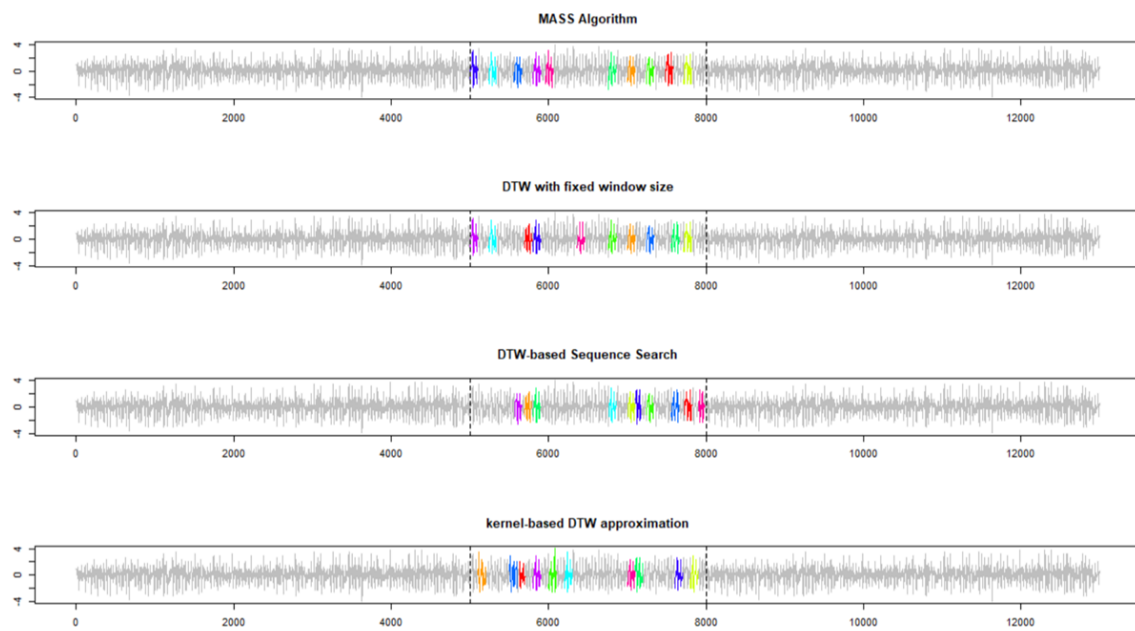 MASS Algorithm
4
0
-4
0 2000 4000 6000 8000 10000 12000
DTW with fixed window size
4
0
-4
0 2000 4000 6000 8000 10000 12000
DTW-based Sequence Search
4
0
-4
0 2000 4000 6000 8000 10000 12000
kernel-based DTW approximation
4
0
-4
0 2000 4000 6000 8000 10000 12000